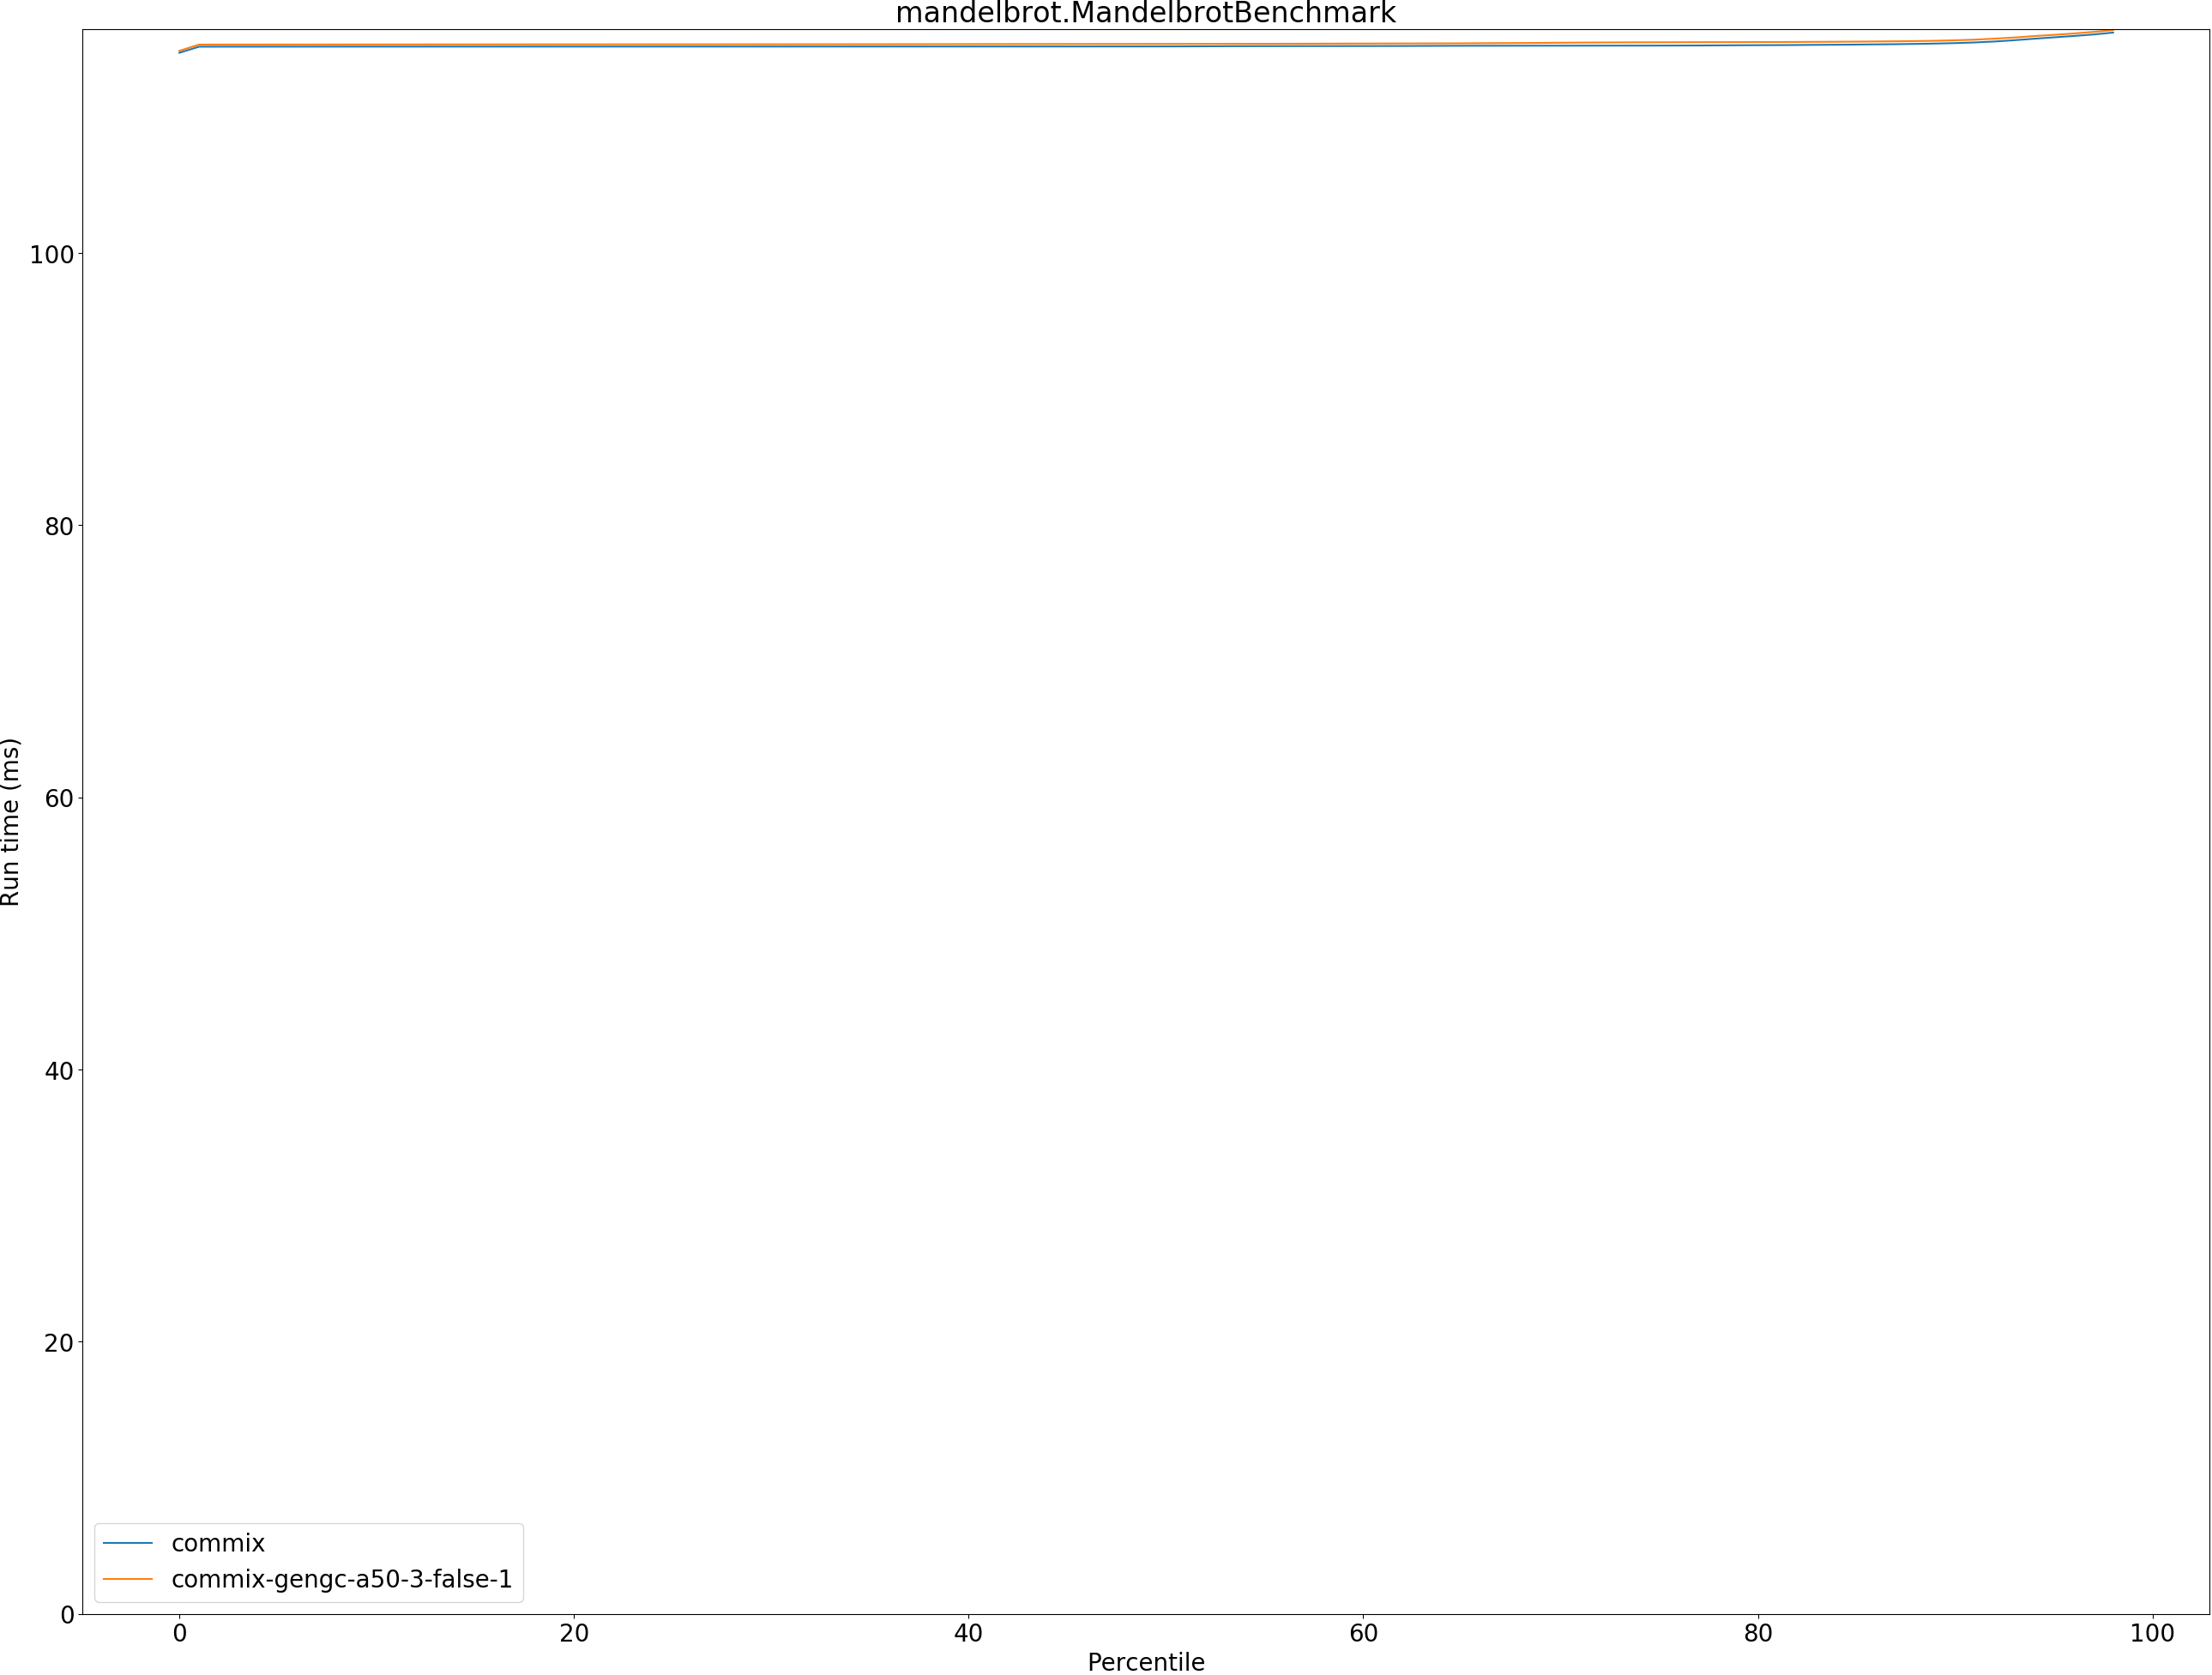 mandelbrot.MandelbrotBenchmark
Run time (ms)
100
80
60
40
20
0
commix
commix-gengc-a50-3-false-1
0 20 40 60 80 100
Percentile